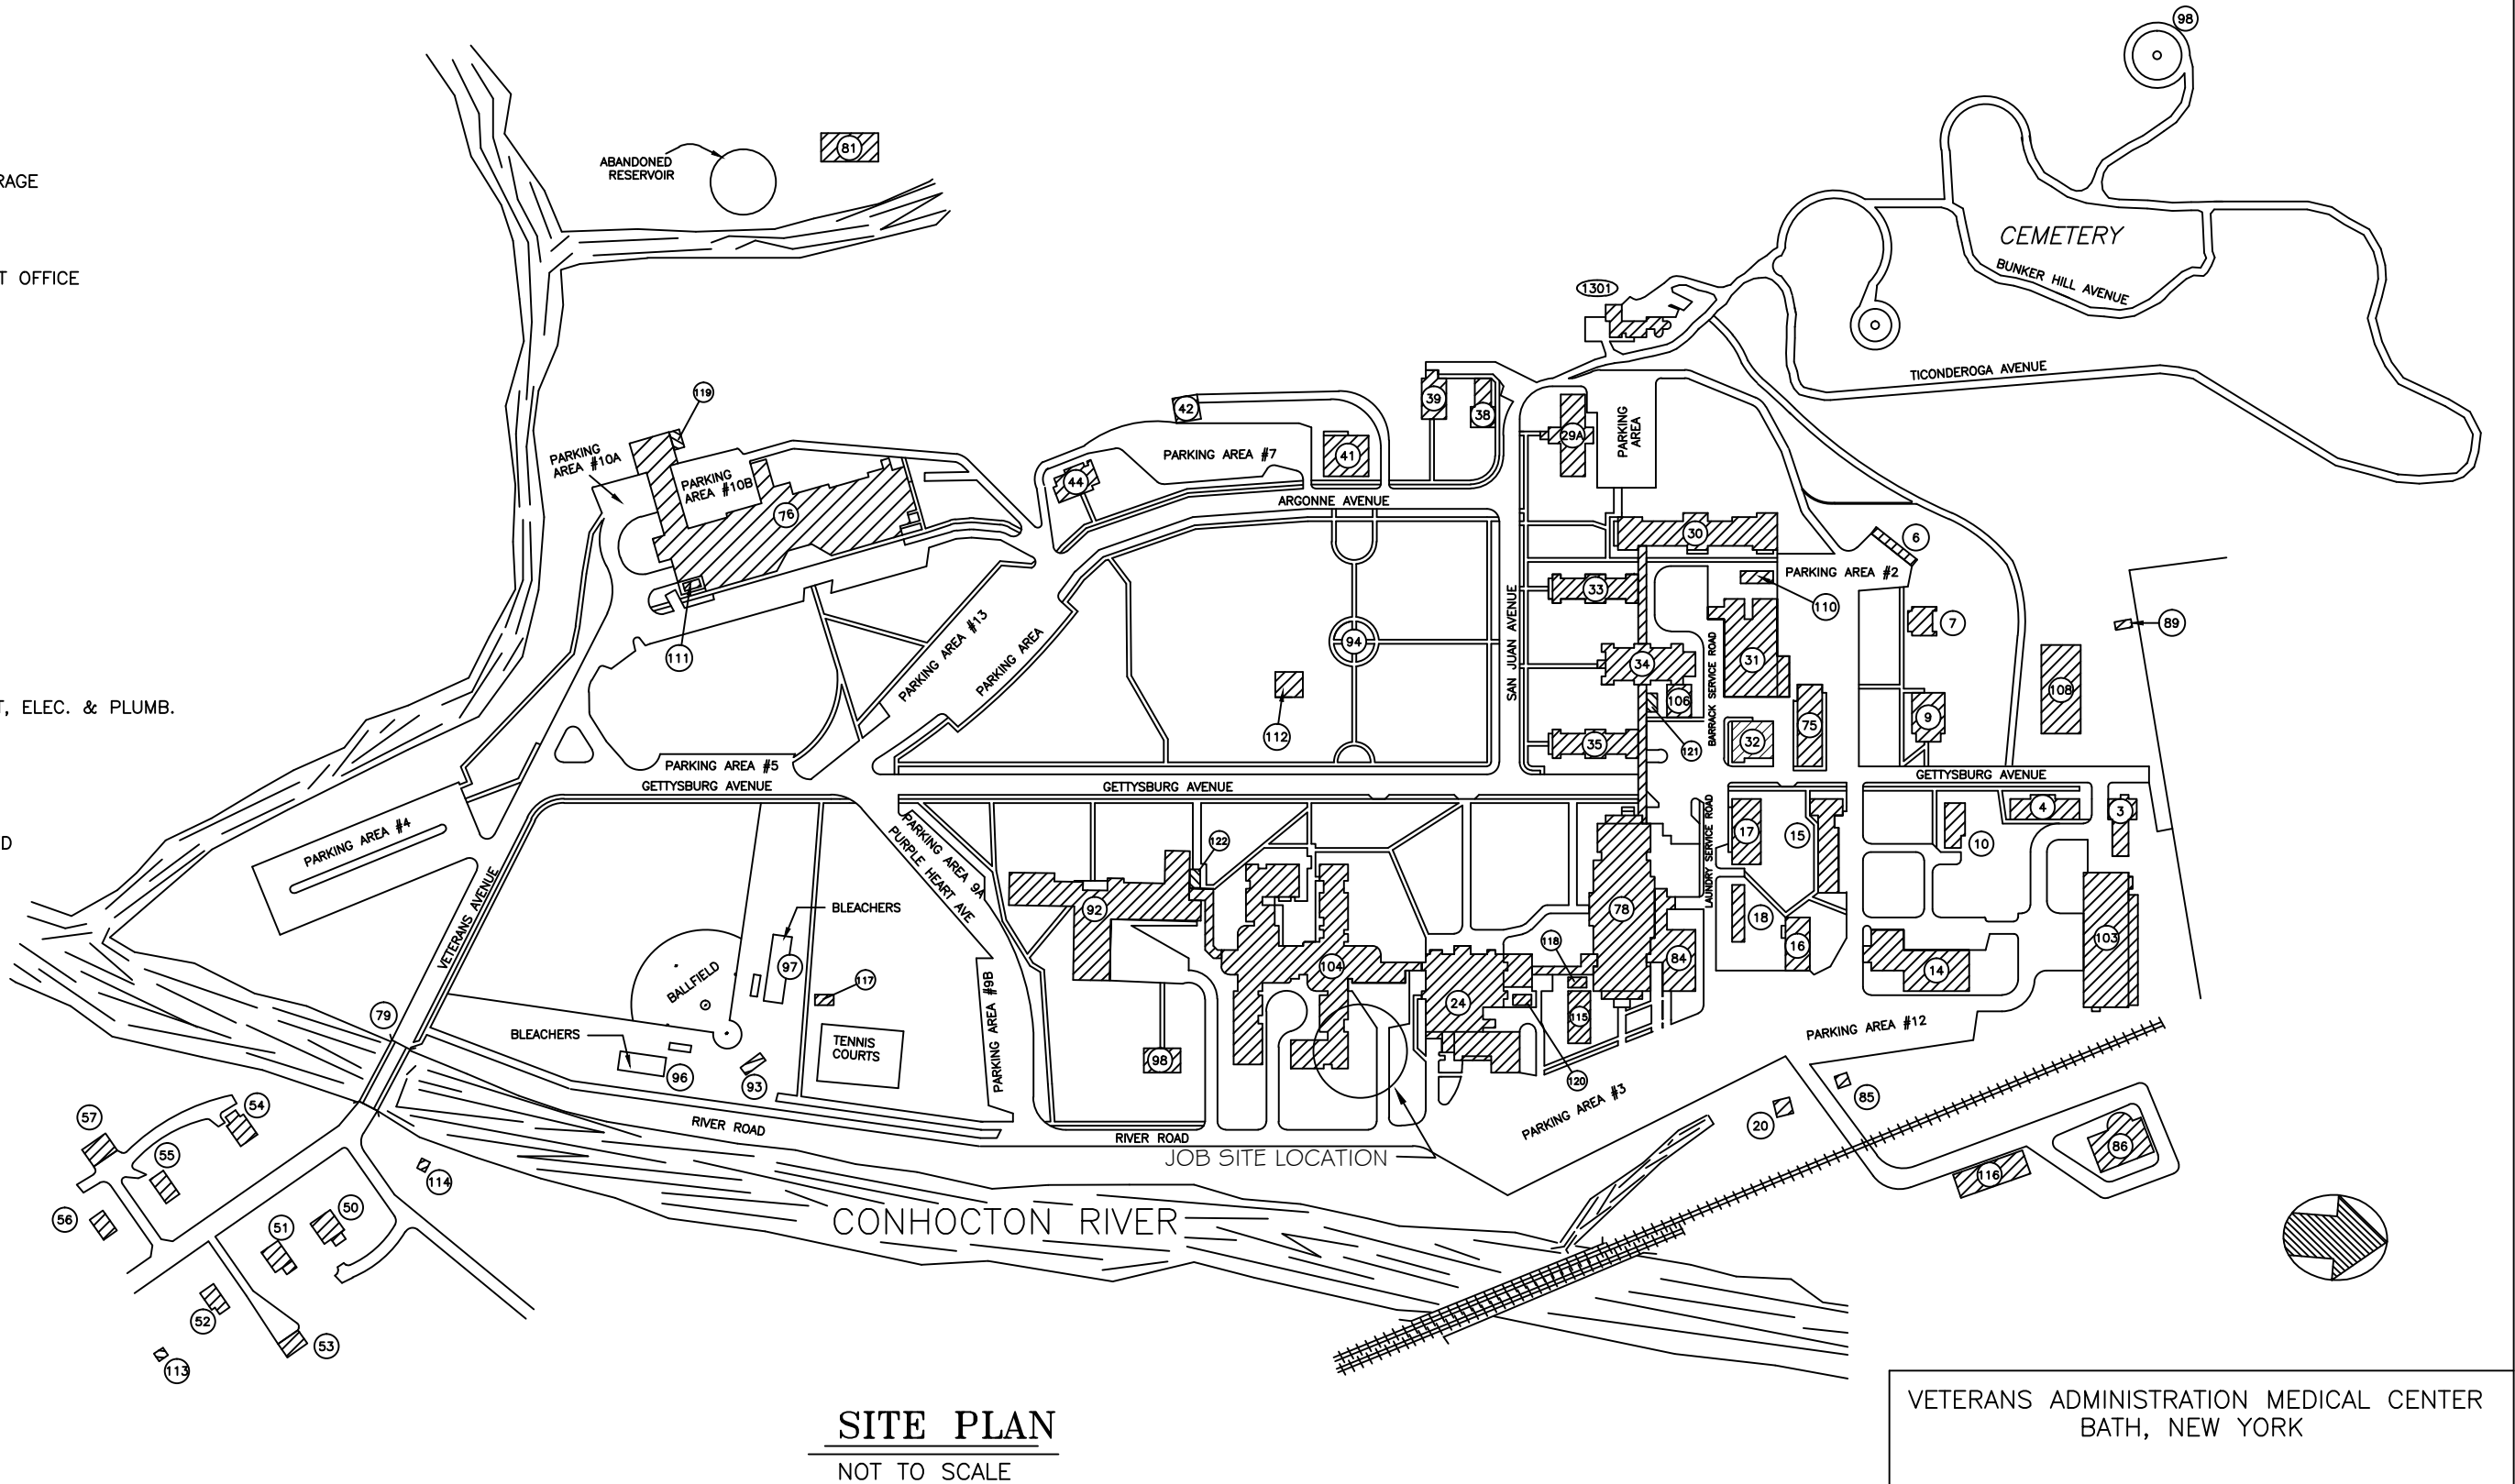 98
81
ABANDONED
RESERVOIR
RAGE
CEMETERY
T OFFICE
BUNKER HILL AVENUE
1301
TICONDEROGA AVENUE
119
42
39
38
PARKING
AREA
29A
PARKING
AREA #10A
PARKING AREA #7
41
PARKING
AREA #10B
44
ARGONNE AVENUE
76
30
6
PARKING AREA #2
33
110
SAN JUAN AVENUE
7
89
PARKING AREA #13
PARKING AREA
94
111
34
BARRACK SERVICE ROAD
31
108
T, ELEC. & PLUMB.
112
106
121
9
75
35
32
PARKING AREA #5
GETTYSBURG AVENUE
GETTYSBURG AVENUE
GETTYSBURG AVENUE
4
3
PARKING AREA #4
D
PARKING AREA 9A
PURPLE HEART AVE
122
LAUNDRY SERVICE ROAD
17
15
10
VETERANS AVENUE
BLEACHERS
92
78
18
16
103
97
BALLFIELD
117
104
118
84
14
PARKING AREA #9B
24
79
BLEACHERS
115
PARKING AREA #12
TENNIS
COURTS
96
93
98
120
85
PARKING AREA #3
20
57
54
RIVER ROAD
RIVER ROAD
JOB SITE LOCATION
55
86
116
114
56
51
50
CONHOCTON RIVER
52
53
113
SITE PLAN
NOT TO SCALE
VETERANS ADMINISTRATION MEDICAL CENTER
BATH, NEW YORK